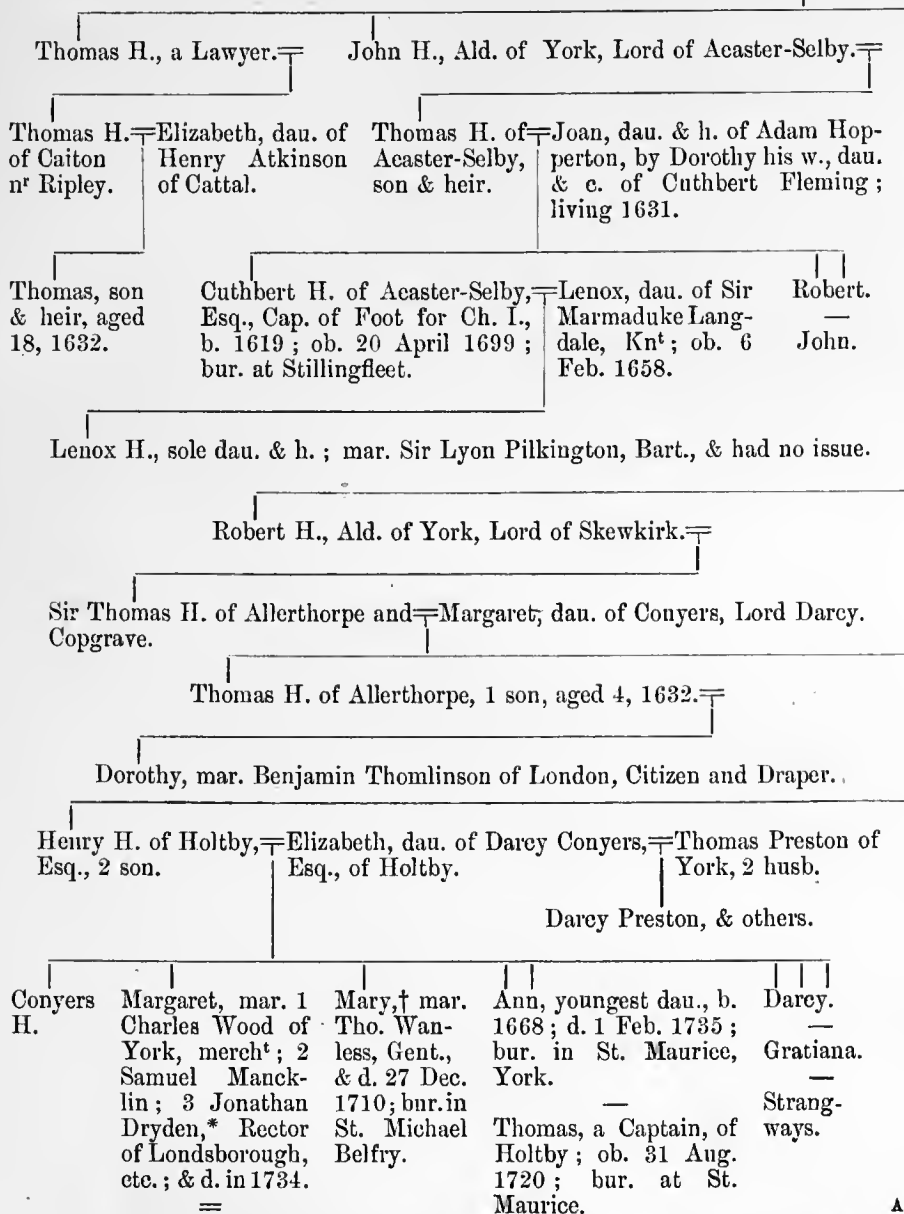 Thomas H., a Lawyer.
John H., Ald. of York, Lord of Acaster-Selby.
Thomas H.
of Caiton
nʳ Ripley.
Elizabeth, dau. of
Henry Atkinson
of Cattal.
Thomas H. of
Acaster-Selby,
son & heir.
Joan, dau. & h. of Adam Hop-
perton, by Dorothy his w., dau.
& c. of Cuthbert Fleming ;
living 1631.
Thomas, son
& heir, aged
18, 1632.
Cuthbert H. of Acaster-Selby,
Esq., Cap. of Foot for Ch. I.,
b. 1619 ; ob. 20 April 1699 ;
bur. at Stillingfleet.
Lenox, dau. of Sir
Marmaduke Lang-
dale, Knᵗ ; ob. 6
Feb. 1658.
Robert.
—
John.
Lenox H., sole dau. & h. ; mar. Sir Lyon Pilkington, Bart., & had no issue.
Robert H., Ald. of York, Lord of Skewkirk.
Sir Thomas H. of Allerthorpe and
Copgrave.
Margaret, dau. of Conyers, Lord Darcy.
Thomas H. of Allerthorpe, 1 son, aged 4, 1632.
Dorothy, mar. Benjamin Thomlinson of London, Citizen and Draper.
Henry H. of Holtby,
Esq., 2 son.
Elizabeth, dau. of Darcy Conyers,
Esq., of Holtby.
Thomas Preston of
York, 2 husb.
Darcy Preston, & others.
Conyers
H.
Margaret, mar. 1
Charles Wood of
York, merchᵗ ; 2
Samuel Manck-
lin ; 3 Jonathan
Dryden,* Rector
of Londsborough,
etc. ; & d. in 1734.
=
Mary,† mar.
Tho. Wan-
less, Gent.,
& d. 27 Dec.
1710; bur. in
St. Michael
Belfry.
Ann, youngest dau., b.
1668 ; d. 1 Feb. 1735 ;
bur. in St. Maurice,
York.
—
Thomas, a Captain, of
Holtby ; ob. 31 Aug.
1720 ; bur. at St.
Maurice.
Darcy.
—
Gratiana.
—
Strang-
ways.
A